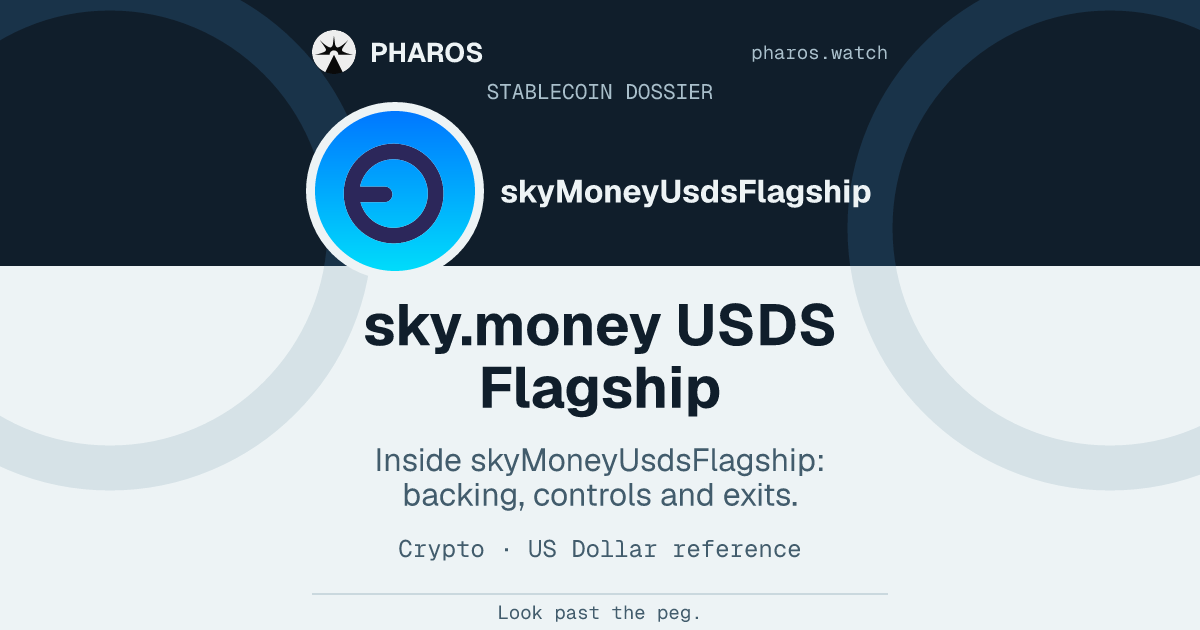 PHAROS
pharos.watch
STABLECOIN DOSSIER
skyMoneyUsdsFlagship
sky.money USDS
Flagship
Inside skyMoneyUsdsFlagship:
backing, controls and exits.
Crypto · US Dollar reference
Look past the peg.